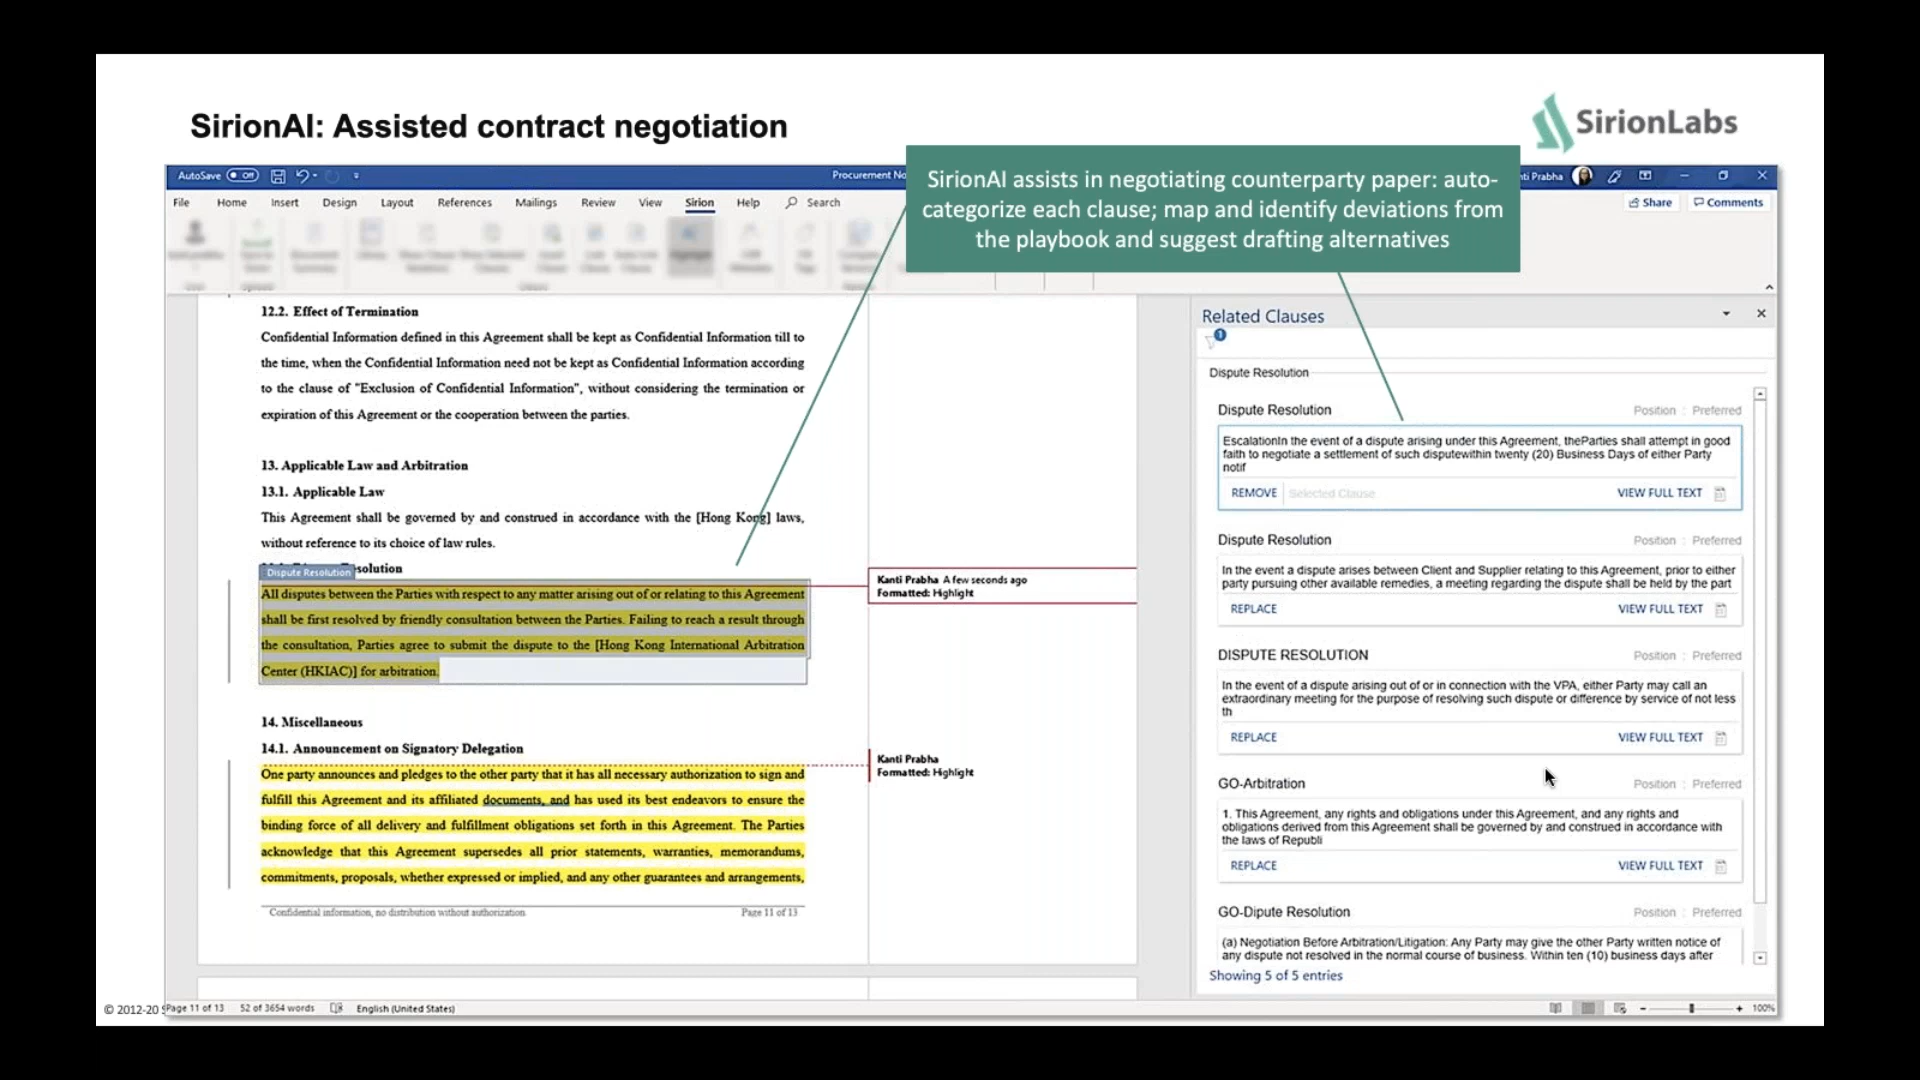 SirionAI: Assisted contract negotiation
SirionLabs
SirionAI assists in negotiating counterparty paper: auto-
categorize each clause; map and identify deviations from
the playbook and suggest drafting alternatives
AutoSave Off
Procurement No
ti Prabha
File Home Insert Design Layout References Mailings Review View Sirion Help Search
Share Comments
12.2. Effect of Termination
Confidential Information defined in this Agreement shall be kept as Confidential Information till to
the time, when the Confidential Information need not be kept as Confidential Information according
to the clause of "Exclusion of Confidential Information", without considering the termination or
expiration of this Agreement or the cooperation between the parties.
13. Applicable Law and Arbitration
13.1. Applicable Law
This Agreement shall be governed by and construed in accordance with the [Hong Kong] laws,
without reference to its choice of law rules.
Dispute Resolution
solution
All disputes between the Parties with respect to any matter arising out of or relating to this Agreement
shall be first resolved by friendly consultation between the Parties. Failing to reach a result through
the consultation, Parties agree to submit the dispute to the [Hong Kong International Arbitration
Center (HKIAC)] for arbitration.
Kanti Prabha A few seconds ago
Formatted: Highlight
14. Miscellaneous
14.1. Announcement on Signatory Delegation
One party announces and pledges to the other party that it has all necessary authorization to sign and
fulfill this Agreement and its affiliated documents, and has used its best endeavors to ensure the
binding force of all delivery and fulfillment obligations set forth in this Agreement. The Parties
acknowledge that this Agreement supersedes all prior statements, warranties, memorandums,
commitments, proposals, whether expressed or implied, and any other guarantees and arrangements,
Kanti Prabha
Formatted: Highlight
Confidential information, no distribution without authorization
Page 11 of 13
Related Clauses
1
Dispute Resolution
Dispute Resolution Position : Preferred
EscalationIn the event of a dispute arising under this Agreement, theParties shall attempt in good
faith to negotiate a settlement of such disputewithin twenty (20) Business Days of either Party
notif
REMOVE Selected Clause VIEW FULL TEXT
Dispute Resolution Position : Preferred
In the event a dispute arises between Client and Supplier relating to this Agreement, prior to either
party pursuing other available remedies, a meeting regarding the dispute shall be held by the part
REPLACE VIEW FULL TEXT
DISPUTE RESOLUTION Position : Preferred
In the event of a dispute arising out of or in connection with the VPA, either Party may call an
extraordinary meeting for the purpose of resolving such dispute or difference by service of not less
th
REPLACE VIEW FULL TEXT
GO-Arbitration Position : Preferred
1. This Agreement, any rights and obligations under this Agreement, and any rights and
obligations derived from this Agreement shall be governed by and construed in accordance with
the laws of Republi
REPLACE VIEW FULL TEXT
GO-Dipute Resolution Position : Preferred
(a) Negotiation Before Arbitration/Litigation: Any Party may give the other Party written notice of
any dispute not resolved in the normal course of business. Within ten (10) business days after
Showing 5 of 5 entries
© 2012-20
Page 11 of 13 52 of 3654 words English (United States)
100%